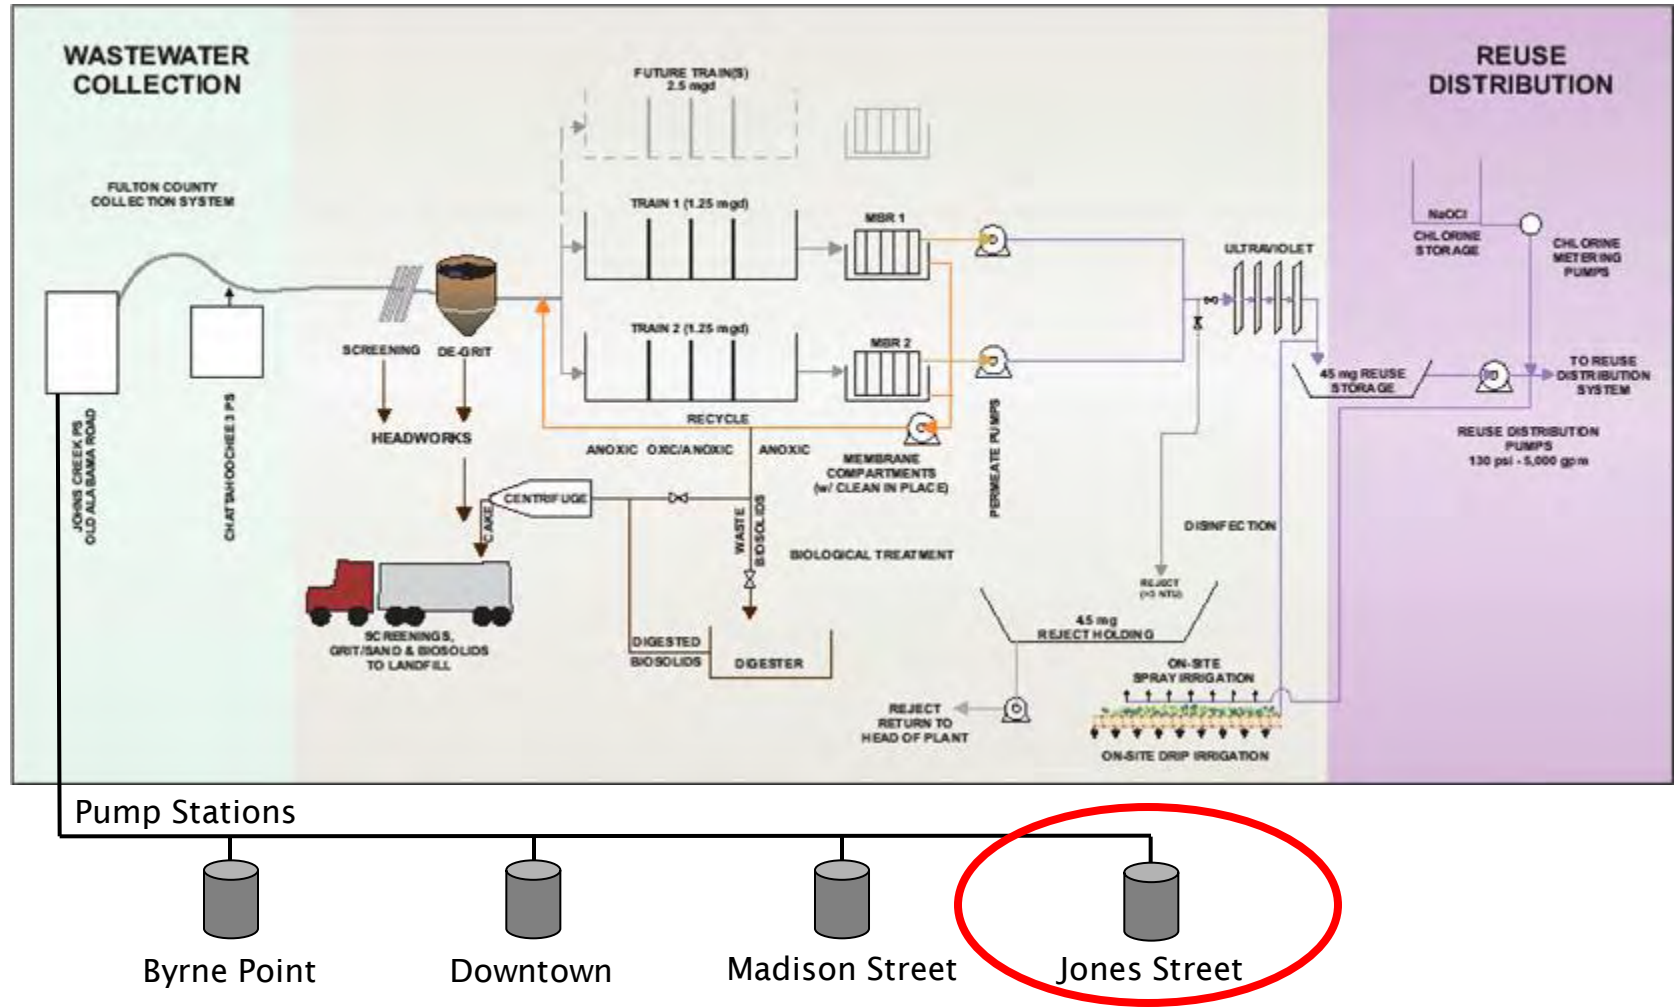 WASTEWATER
COLLECTION
REUSE
DISTRIBUTION
FULTON COUNTY
COLLECTION SYSTEM
JOHNS CREEK PS
OLD ALABAMA ROAD
CHATTAHOOCHEE 3 PS
SCREENING
DE-GRIT
HEADWORKS
FUTURE TRAIN(S)
2.5 mgd
TRAIN 1 (1.25 mgd)
MBR 1
TRAIN 2 (1.25 mgd)
MBR 2
RECYCLE
ANOXIC OXIC/ANOXIC ANOXIC
MEMBRANE
COMPARTMENTS
(w/ CLEAN IN PLACE)
PERMEATE PUMPS
CENTRIFUGE
CAKE
WASTE
BIOSOLIDS
BIOLOGICAL TREATMENT
SCREENINGS,
GRIT/SAND & BIOSOLIDS
TO LANDFILL
DIGESTED
BIOSOLIDS
DIGESTER
ULTRAVIOLET
DISINFECTION
REJECT
(>3 NTU)
4.5 mg
REJECT HOLDING
REJECT
RETURN TO
HEAD OF PLANT
ON-SITE
SPRAY IRRIGATION
ON-SITE DRIP IRRIGATION
NaOCl
CHLORINE
STORAGE
CHLORINE
METERING
PUMPS
45 mg REUSE
STORAGE
TO REUSE
DISTRIBUTION
SYSTEM
REUSE DISTRIBUTION
PUMPS
130 psi - 5,000 gpm
Pump Stations
Byrne Point
Downtown
Madison Street
Jones Street